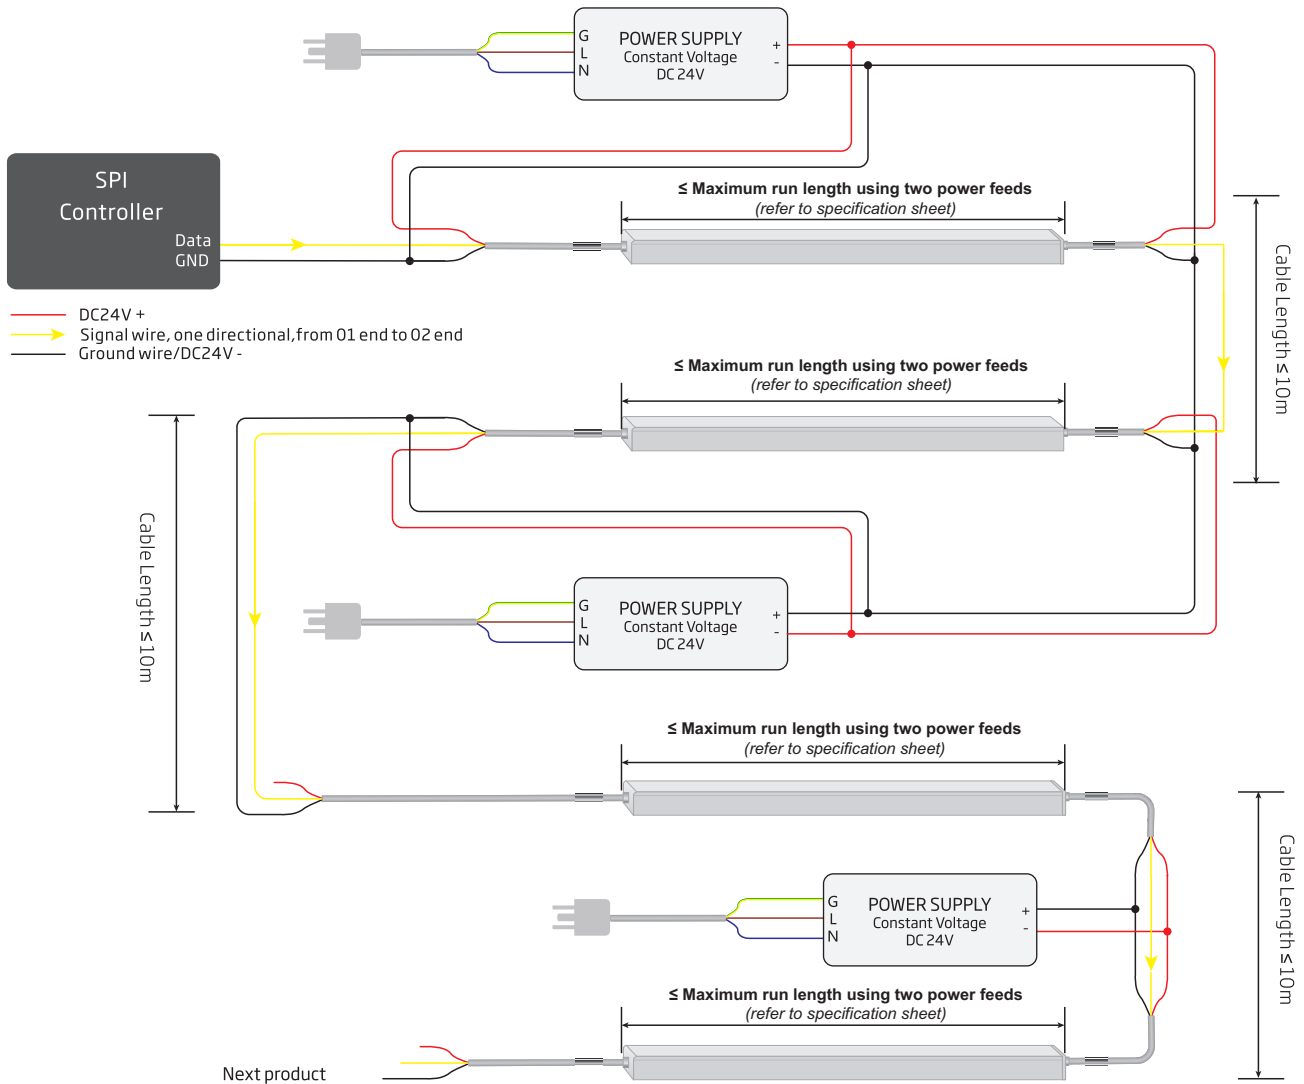 G
L
N
POWER SUPPLY
Constant Voltage
DC 24V
+
-
SPI
Controller
Data
GND
≤ Maximum run length using two power feeds
(refer to specification sheet)
Cable Length ≤ 10m
DC24V +
Signal wire, one directional,from 01 end to 02 end
Ground wire/DC24V -
≤ Maximum run length using two power feeds
(refer to specification sheet)
Cable Length ≤ 10m
G
L
N
POWER SUPPLY
Constant Voltage
DC 24V
+
-
≤ Maximum run length using two power feeds
(refer to specification sheet)
Cable Length ≤ 10m
G
L
N
POWER SUPPLY
Constant Voltage
DC 24V
+
-
≤ Maximum run length using two power feeds
(refer to specification sheet)
Next product